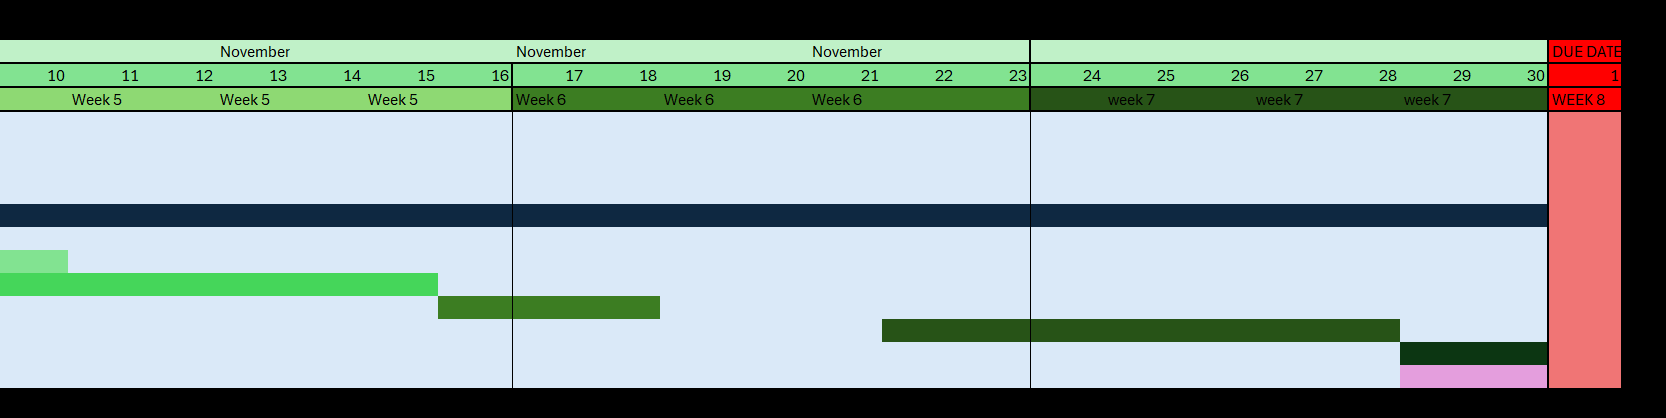 November November November DUE DATE
10 11 12 13 14 15 16 17 18 19 20 21 22 23 24 25 26 27 28 29 30 1
Week 5 Week 5 Week 5 Week 6 Week 6 Week 6 week 7 week 7 week 7 WEEK 8